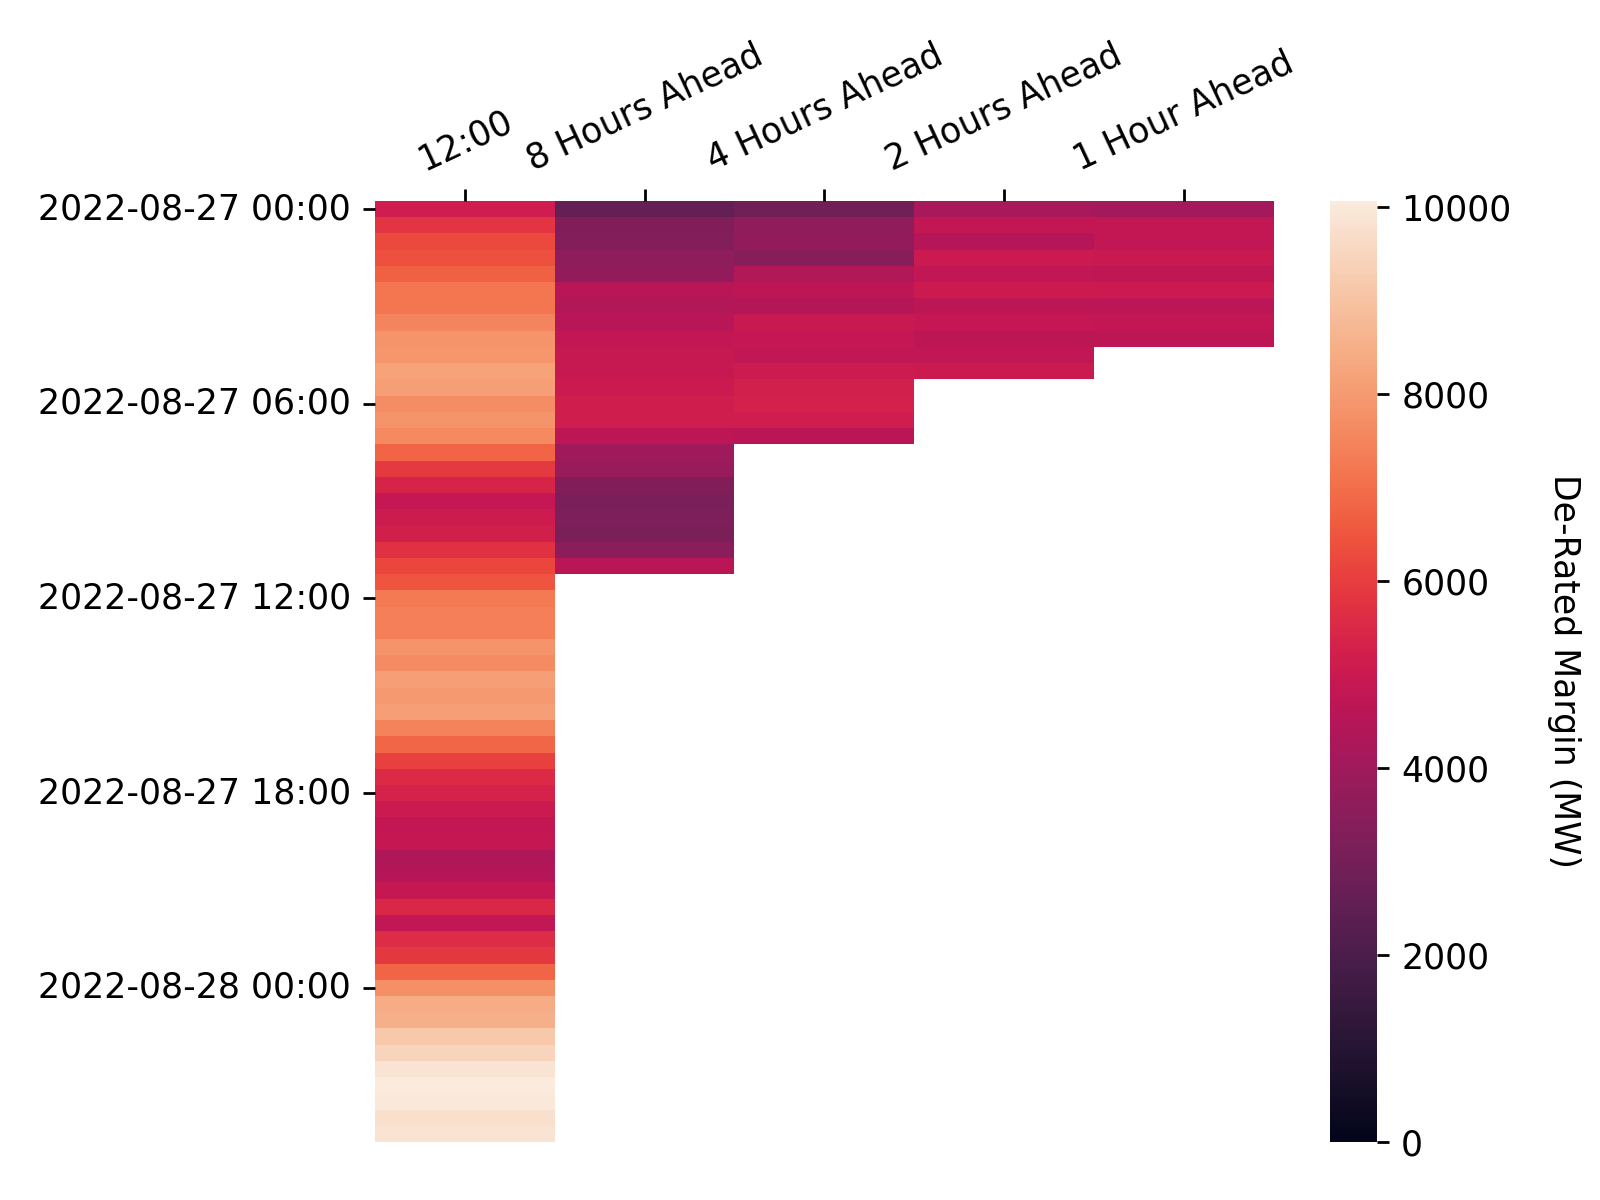 12:00
8 Hours Ahead
4 Hours Ahead
2 Hours Ahead
1 Hour Ahead
2022-08-27 00:00
2022-08-27 06:00
2022-08-27 12:00
2022-08-27 18:00
2022-08-28 00:00
10000
8000
6000
4000
2000
0
De-Rated Margin (MW)